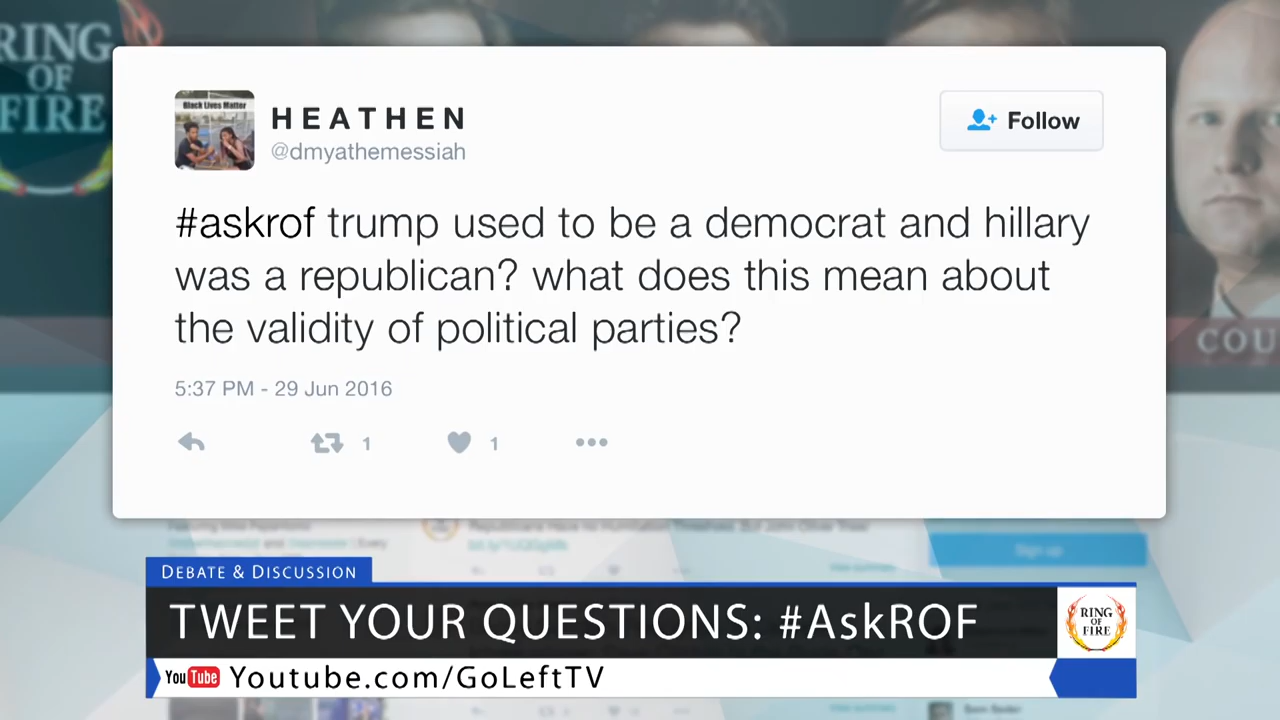 RING
OF
FIRE
Black Lives Matter
HEATHEN
@dmyathemessiah
Follow
#askrof trump used to be a democrat and hillary
was a republican? what does this mean about
the validity of political parties?
5:37 PM - 29 Jun 2016
1
1
COU
Sign up
DEBATE & DISCUSSION
TWEET YOUR QUESTIONS: #AskROF
RING
OF
FIRE
YouTube Youtube.com/GoLeftTV